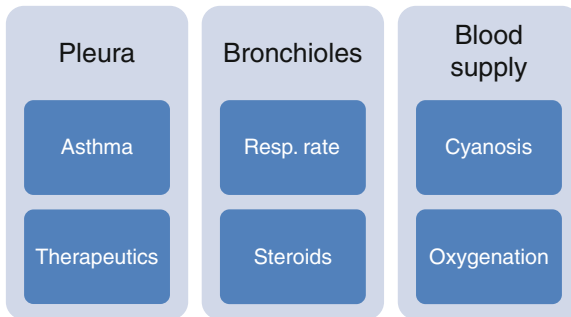 Pleura
Asthma
Therapeutics
Bronchioles
Resp. rate
Steroids
Blood
supply
Cyanosis
Oxygenation